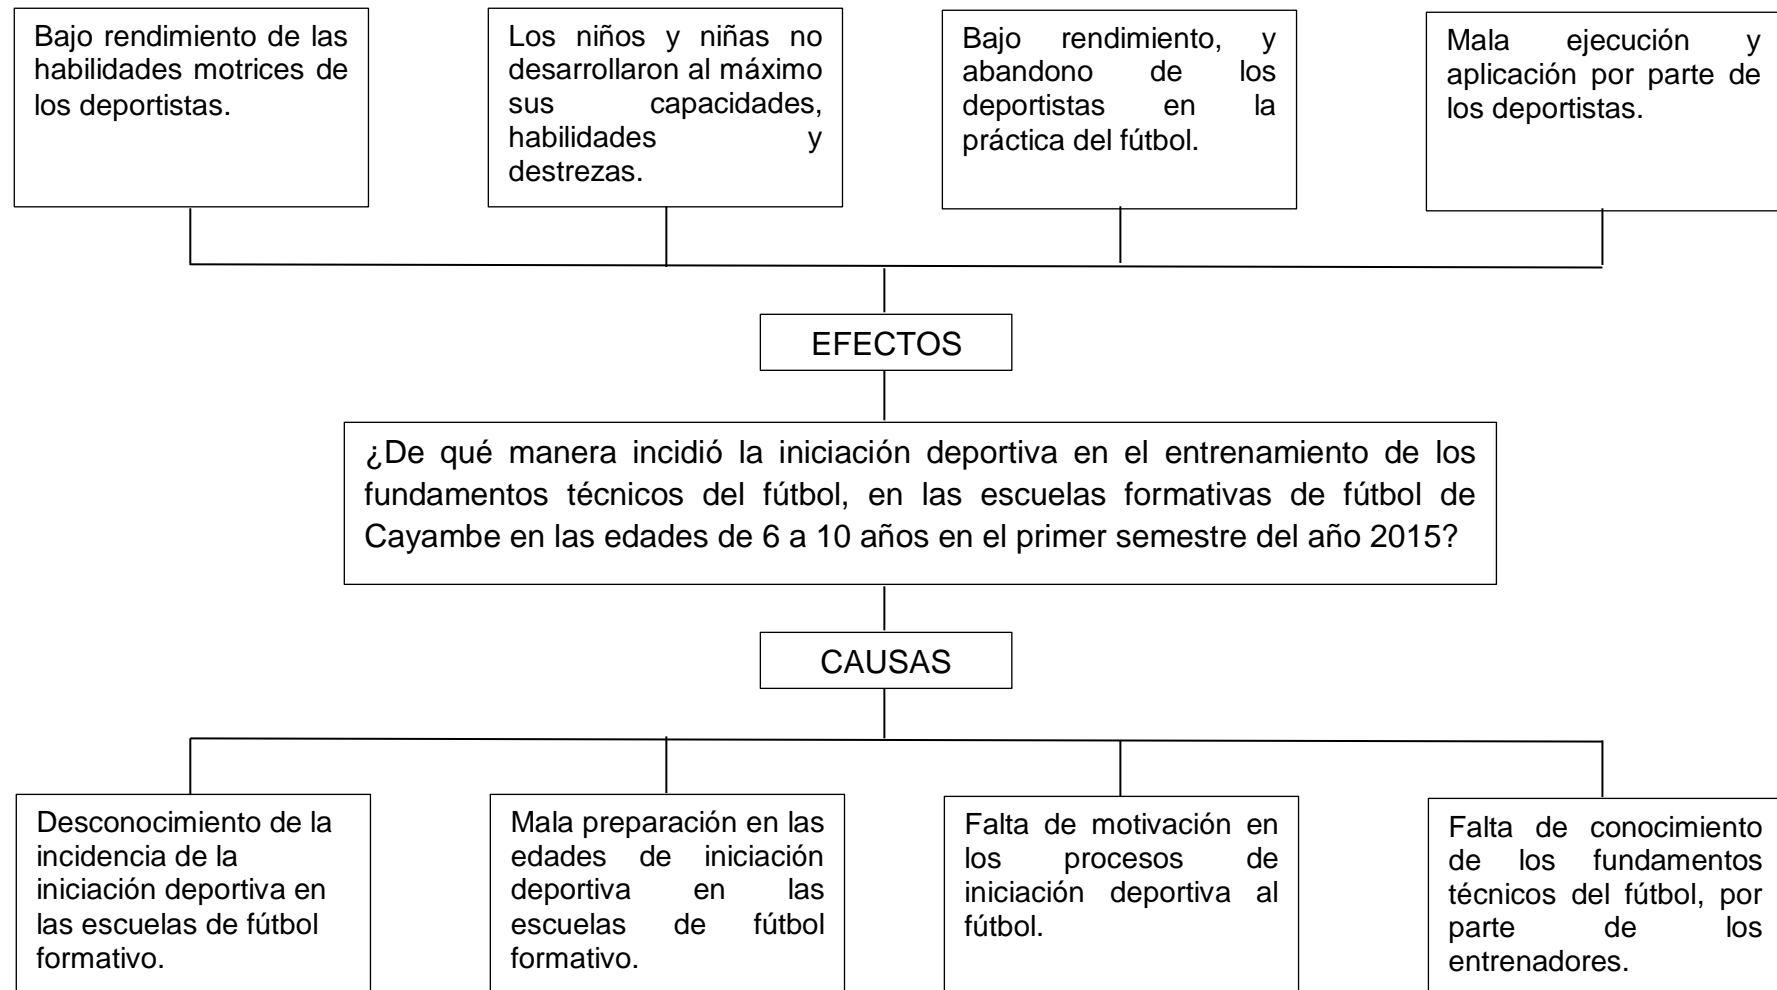 Bajo rendimiento de las
habilidades motrices de
los deportistas.
Los niños y niñas no
desarrollaron al máximo
sus capacidades,
habilidades y
destrezas.
Bajo rendimiento, y
abandono de los
deportistas en la
práctica del fútbol.
Mala ejecución y
aplicación por parte de
los deportistas.
EFECTOS
¿De qué manera incidió la iniciación deportiva en el entrenamiento de los
fundamentos técnicos del fútbol, en las escuelas formativas de fútbol de
Cayambe en las edades de 6 a 10 años en el primer semestre del año 2015?
CAUSAS
Desconocimiento de la
incidencia de la
iniciación deportiva en
las escuelas de fútbol
formativo.
Mala preparación en las
edades de iniciación
deportiva en las
escuelas de fútbol
formativo.
Falta de motivación en
los procesos de
iniciación deportiva al
fútbol.
Falta de conocimiento
de los fundamentos
técnicos del fútbol, por
parte de los
entrenadores.